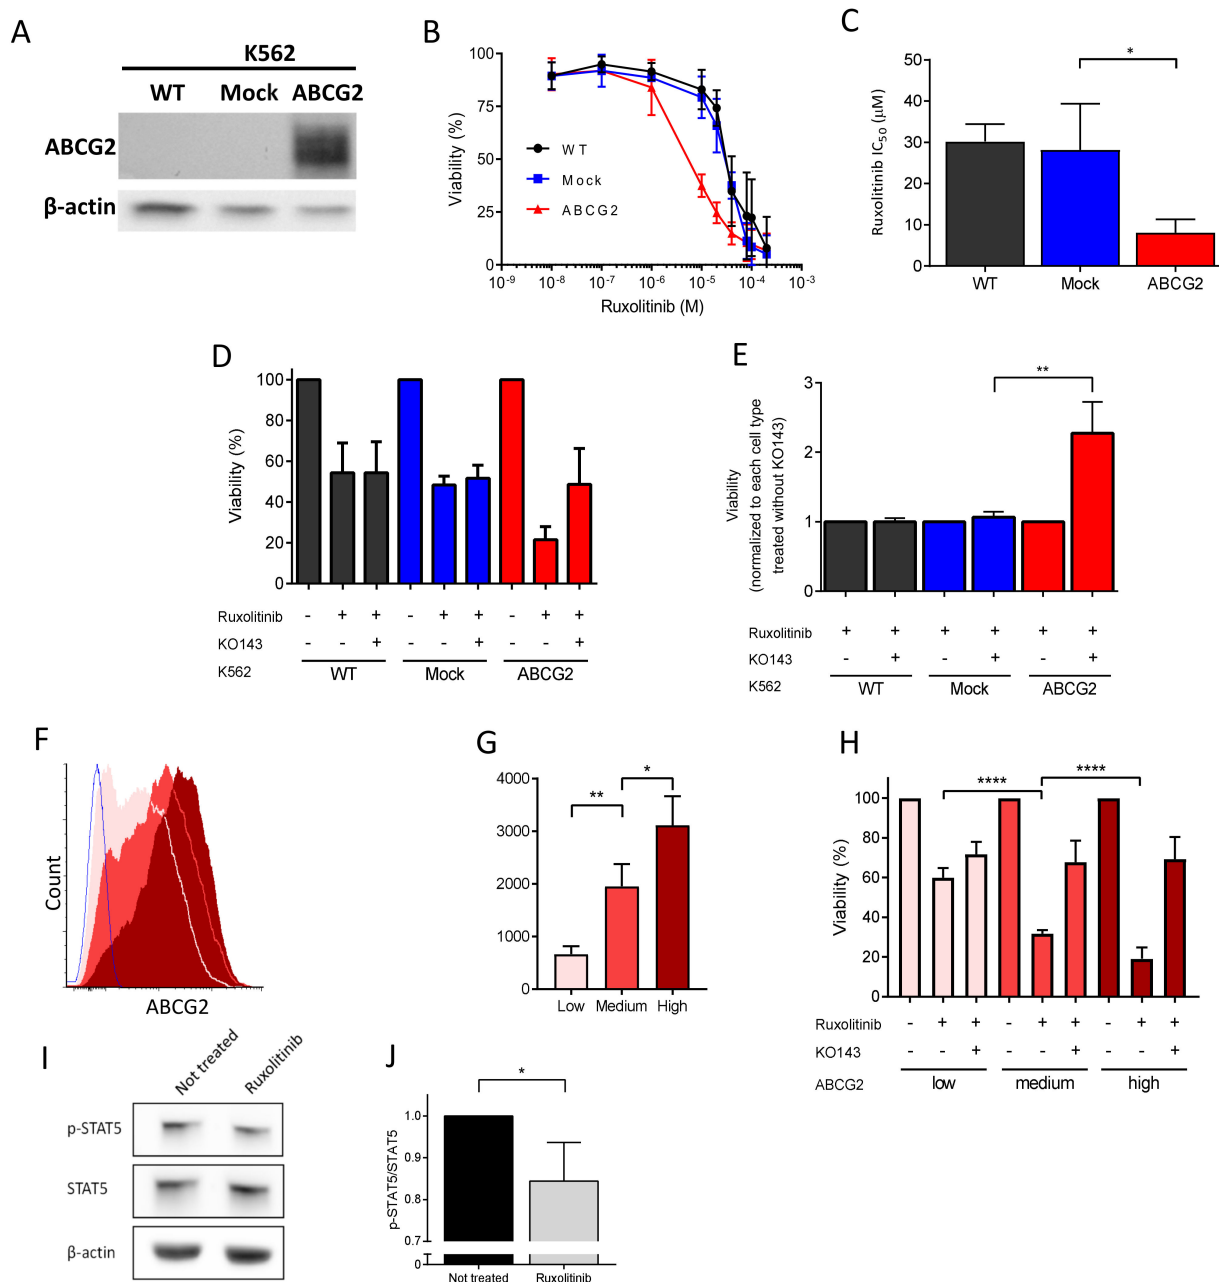 A
K562
WT Mock ABCG2
ABCG2
β-actin
B
Viability (%)
100
75
50
25
0
WT
Mock
ABCG2
10⁻⁹ 10⁻⁸ 10⁻⁷ 10⁻⁶ 10⁻⁵ 10⁻⁴ 10⁻³
Ruxolitinib (M)
C
Ruxolitinib IC₅₀ (μM)
50
40
30
20
10
0
*
WT Mock ABCG2
D
Viability (%)
100
80
60
40
20
0
Ruxolitinib - + + - + + - + +
KO143 - - + - - + - - +
K562 WT Mock ABCG2
E
Viability
(normalized to each cell type
treated without KO143)
3
2
1
0
**
Ruxolitinib + + + + + +
KO143 - + - + - +
K562 WT Mock ABCG2
F
Count
ABCG2
G
4000
3000
2000
1000
0
** *
Low Medium High
H
Viability (%)
100
80
60
40
20
0
**** ****
Ruxolitinib - + + - + + - + +
KO143 - - + - - + - - +
ABCG2 low medium high
I
Not treated Ruxolitinib
p-STAT5
STAT5
β-actin
J
p-STAT5/STAT5
1.0
0.9
0.8
0.7
0
*
Not treated Ruxolitinib